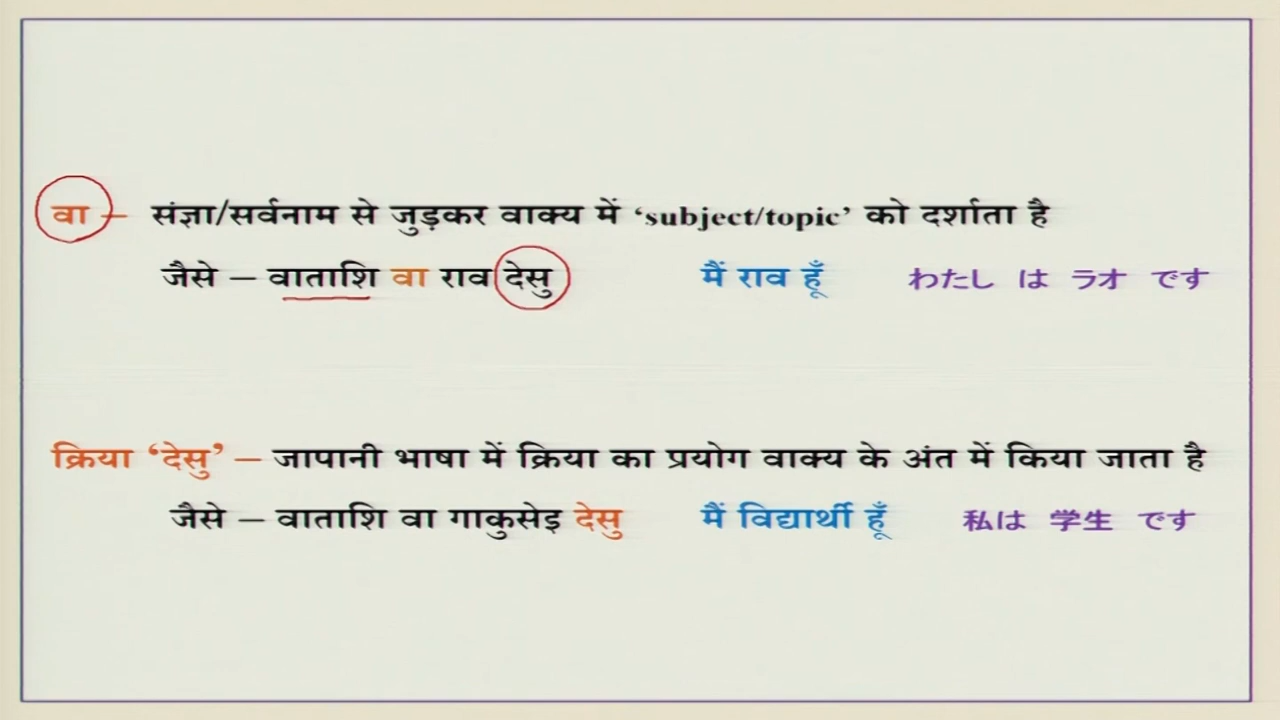 वा – संज्ञा/सर्वनाम से जुड़कर वाक्य में ‘subject/topic’ को दर्शाता है
जैसे – वाताशि वा राव देसु मैं राव हूँ わたし は ラオ です
क्रिया ‘देसु’ – जापानी भाषा में क्रिया का प्रयोग वाक्य के अंत में किया जाता है
जैसे – वाताशि वा गाकुसेइ देसु मैं विद्यार्थी हूँ 私は 学生 です